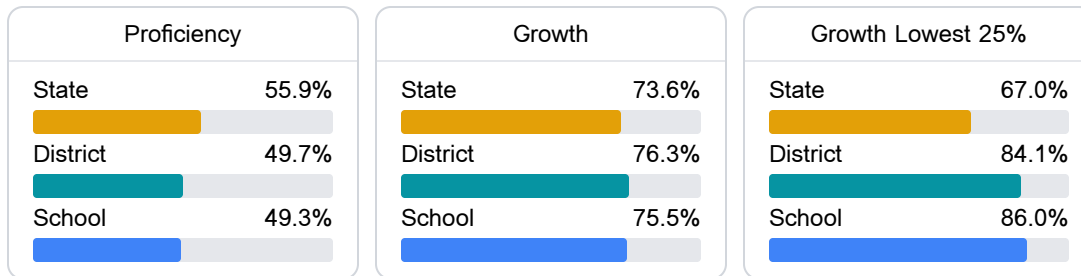 Proficiency
State 55.9%
District 49.7%
School 49.3%
Growth
State 73.6%
District 76.3%
School 75.5%
Growth Lowest 25%
State 67.0%
District 84.1%
School 86.0%